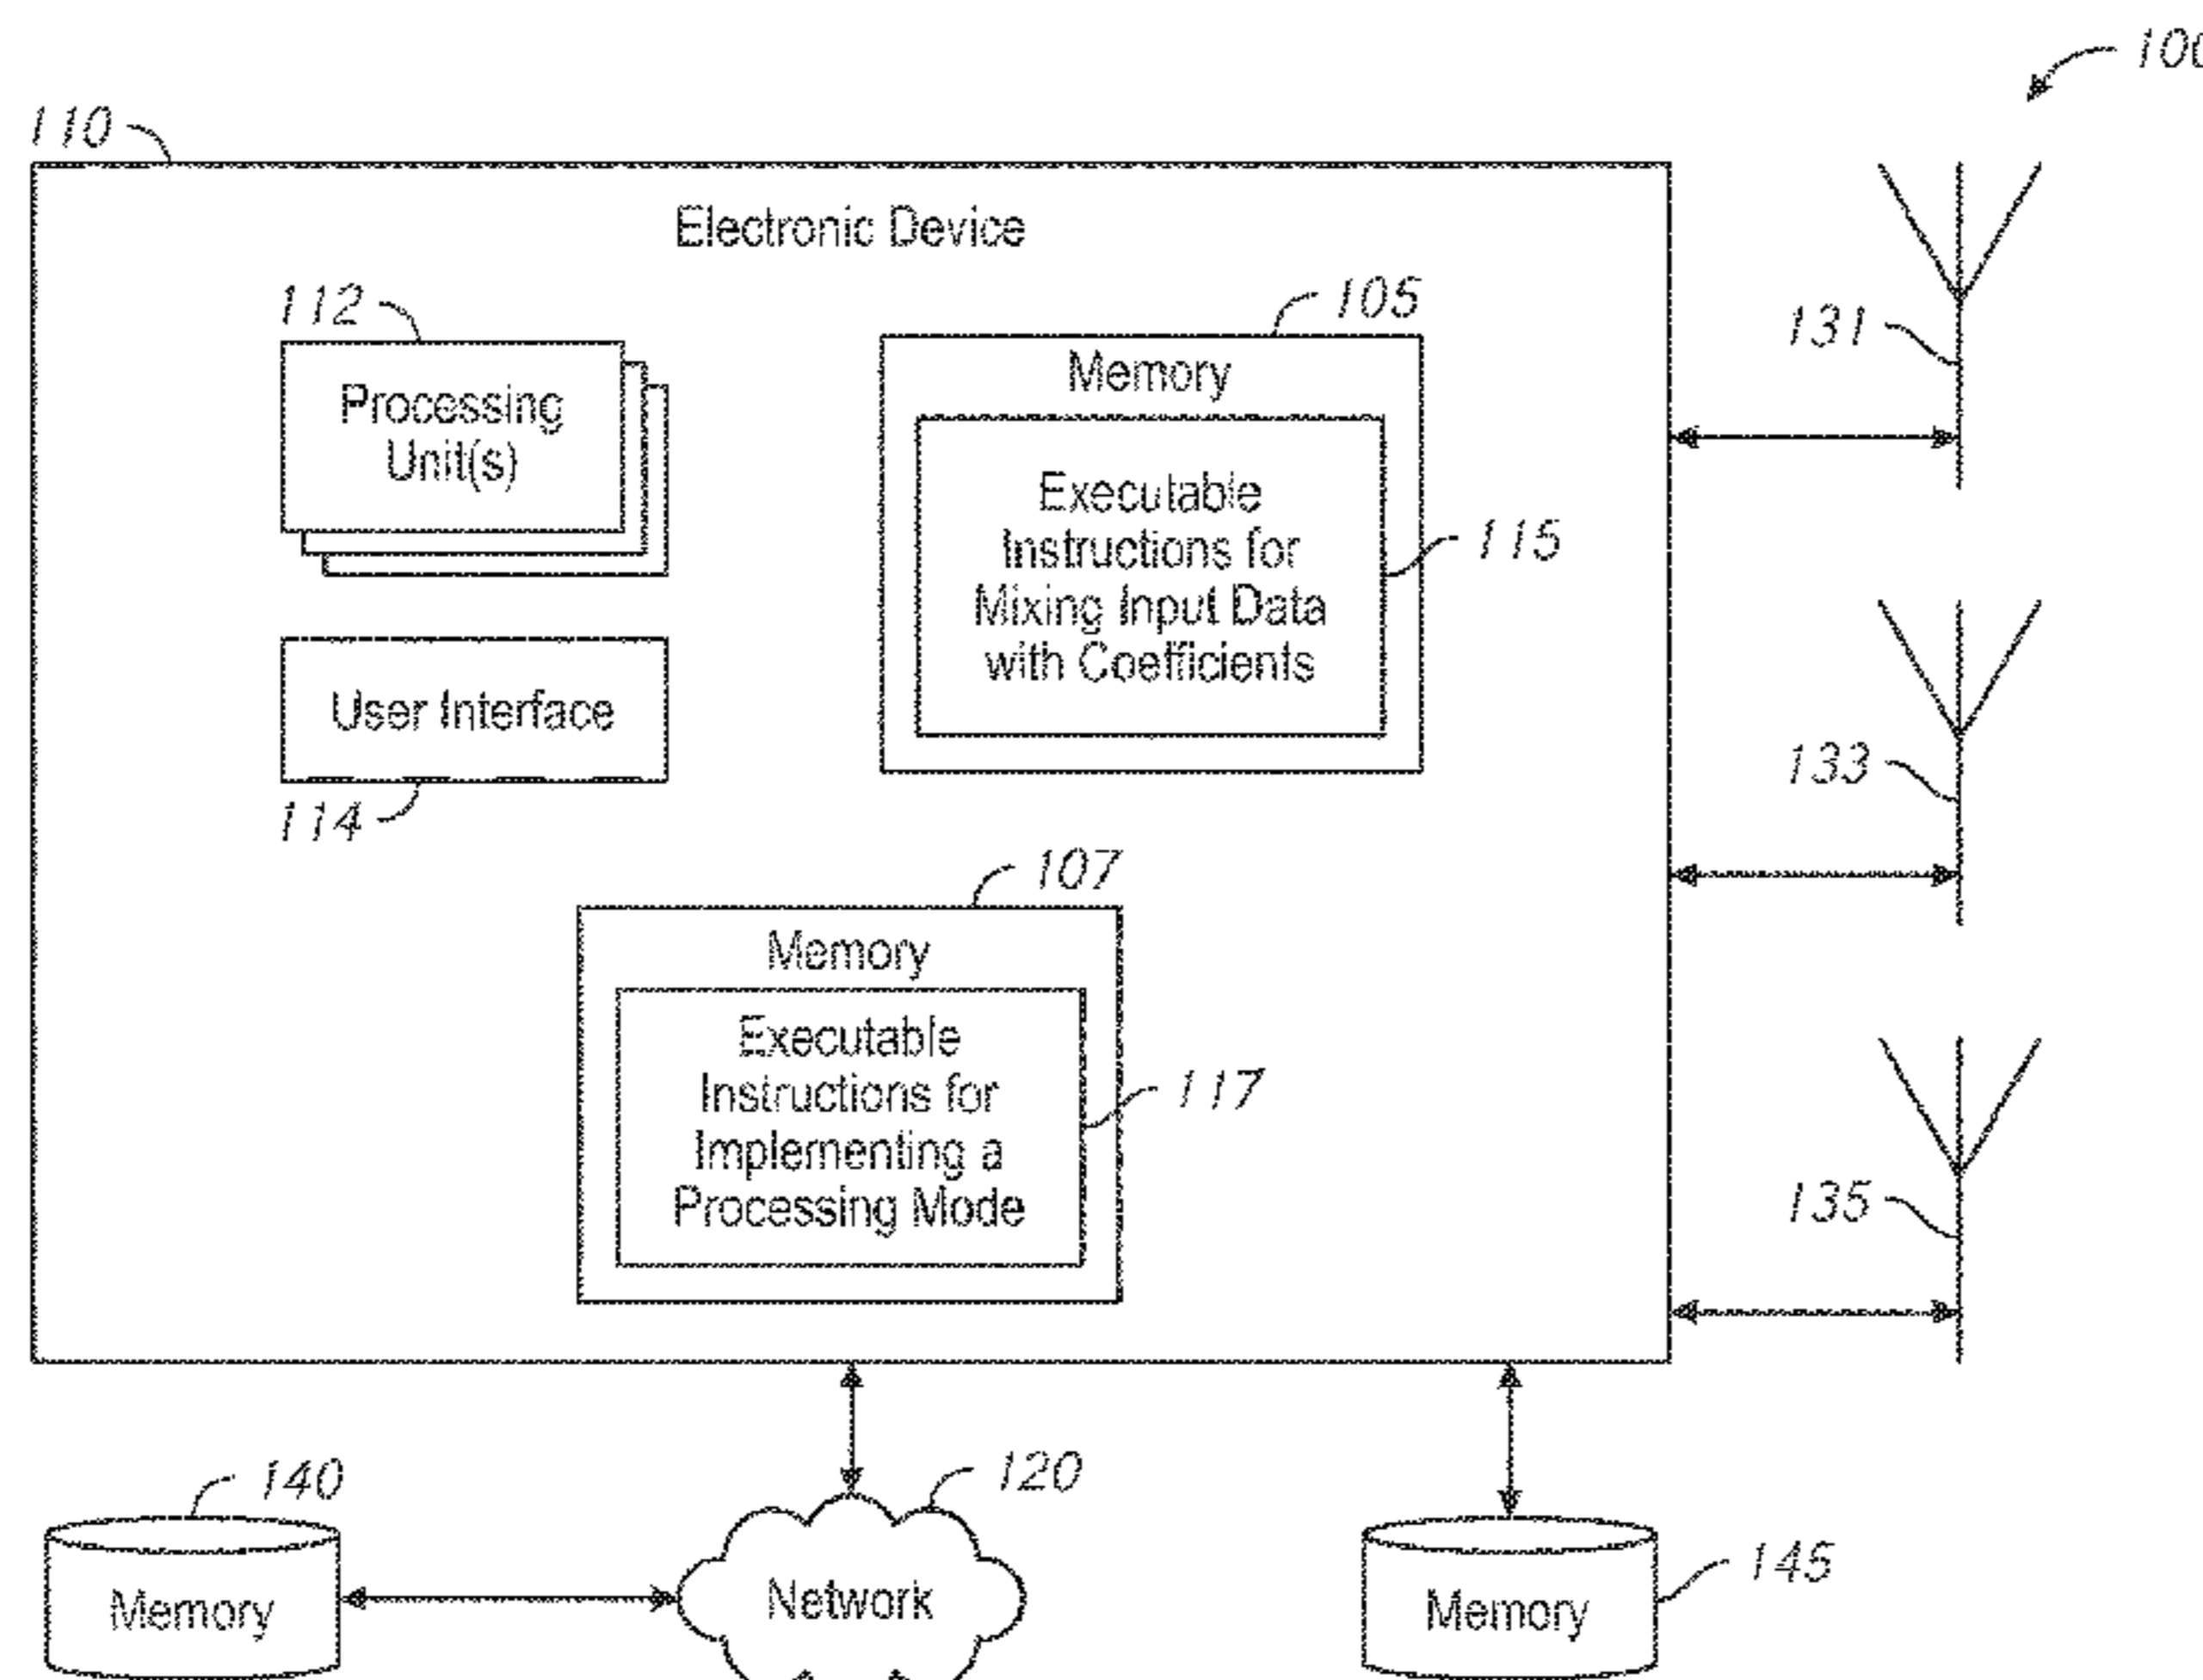 100
110
Electronic Device
112
105
Processing
Unit(s)
Memory
131
Executable
Instructions for
Mixing Input Data
with Coefficients
115
User Interface
114
133
107
Memory
Executable
Instructions for
Implementing a
Processing Mode
117
135
140
120
145
Memory
Network
Memory